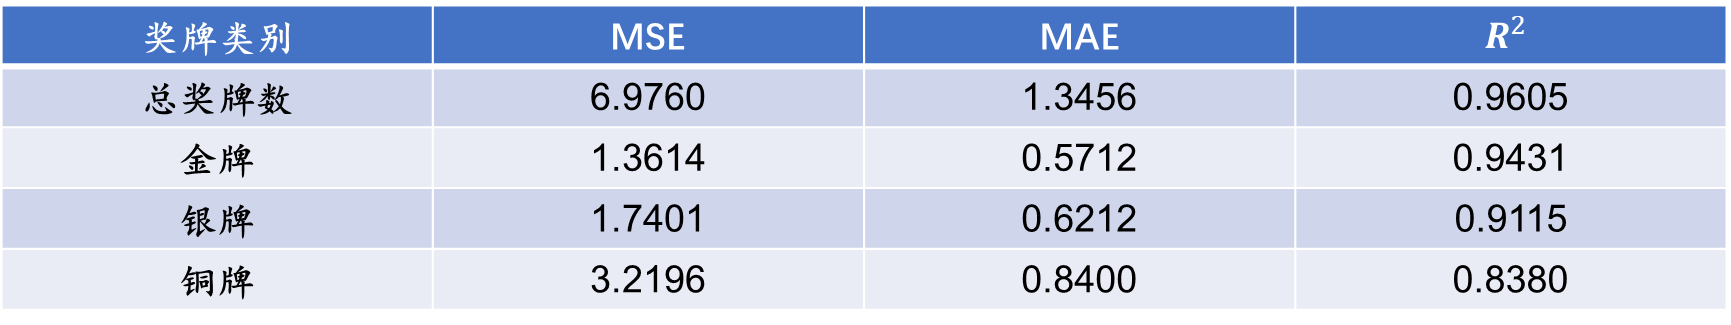 奖牌类别 MSE MAE R²
总奖牌数 6.9760 1.3456 0.9605
金牌 1.3614 0.5712 0.9431
银牌 1.7401 0.6212 0.9115
铜牌 3.2196 0.8400 0.8380